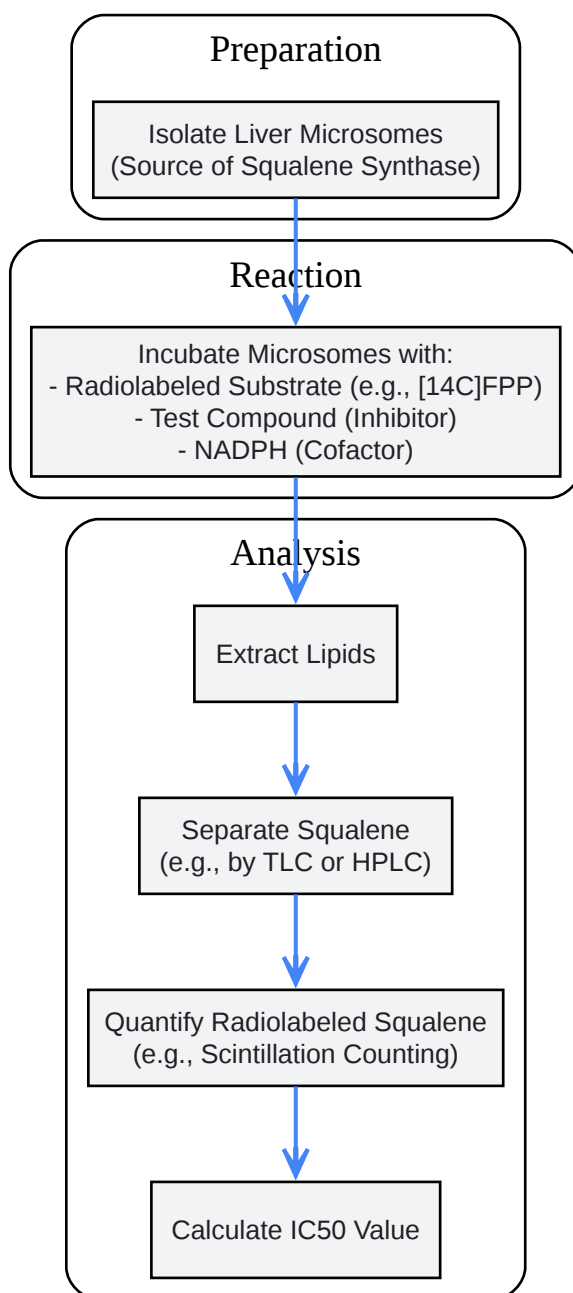 Preparation
Isolate Liver Microsomes
(Source of Squalene Synthase)
Reaction
Incubate Microsomes with:
- Radiolabeled Substrate (e.g., [14C]FPP)
- Test Compound (Inhibitor)
- NADPH (Cofactor)
Analysis
Extract Lipids
Separate Squalene
(e.g., by TLC or HPLC)
Quantify Radiolabeled Squalene
(e.g., Scintillation Counting)
Calculate IC50 Value